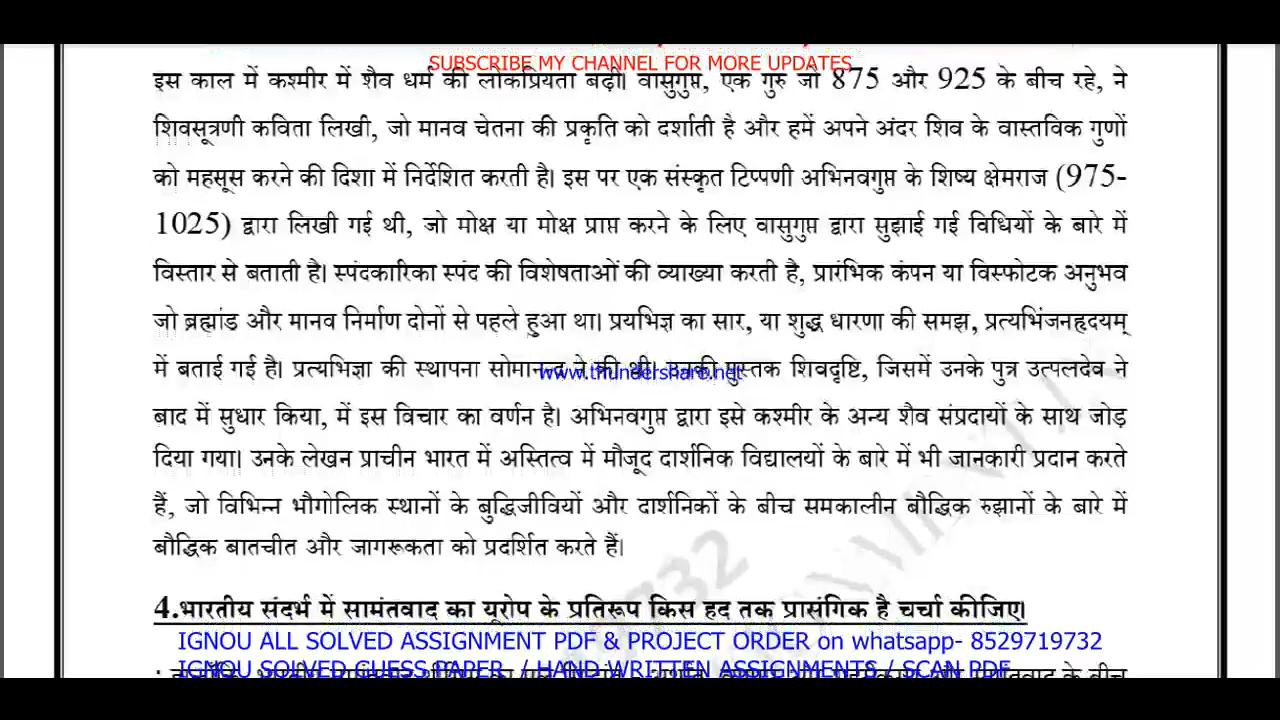 SUBSCRIBE MY CHANNEL FOR MORE UPDATES
इस काल में कश्मीर में शैव धर्म की लोकप्रियता बढ़ी। वासुगुप्त, एक गुरु जो 875 और 925 के बीच रहे, ने
शिवसूत्रणी कविता लिखी, जो मानव चेतना की प्रकृति को दर्शाती है और हमें अपने अंदर शिव के वास्तविक गुणों
को महसूस करने की दिशा में निर्देशित करती है। इस पर एक संस्कृत टिप्पणी अभिनवगुप्त के शिष्य क्षेमराज (975-
1025) द्वारा लिखी गई थी, जो मोक्ष या मोक्ष प्राप्त करने के लिए वासुगुप्त द्वारा सुझाई गई विधियों के बारे में
विस्तार से बताती है। स्पंदकारिका स्पंद की विशेषताओं की व्याख्या करती है, प्रारंभिक कंपन या विस्फोटक अनुभव
जो ब्रह्मांड और मानव निर्माण दोनों से पहले हुआ था। प्रयभिज्ञ का सार, या शुद्ध धारणा की समझ, प्रत्यभिंजनहृदयम्
में बताई गई है। प्रत्यभिज्ञा की स्थापना सोमानन्द ने की थी। उनकी पुस्तक शिवदृष्टि, जिसमें उनके पुत्र उत्पलदेव ने
www.thundershare.net
बाद में सुधार किया, में इस विचार का वर्णन है। अभिनवगुप्त द्वारा इसे कश्मीर के अन्य शैव संप्रदायों के साथ जोड़
दिया गया। उनके लेखन प्राचीन भारत में अस्तित्व में मौजूद दार्शनिक विद्यालयों के बारे में भी जानकारी प्रदान करते
हैं, जो विभिन्न भौगोलिक स्थानों के बुद्धिजीवियों और दार्शनिकों के बीच समकालीन बौद्धिक रुझानों के बारे में
बौद्धिक बातचीत और जागरूकता को प्रदर्शित करते हैं।
4.भारतीय संदर्भ में सामंतवाद का यूरोप के प्रतिरूप किस हद तक प्रासंगिक है चर्चा कीजिए।
IGNOU ALL SOLVED ASSIGNMENT PDF & PROJECT ORDER on whatsapp- 8529719732
IGNOU SOLVED GUESS PAPER / HAND WRITTEN ASSIGNMENTS / SCAN PDF
के बीच